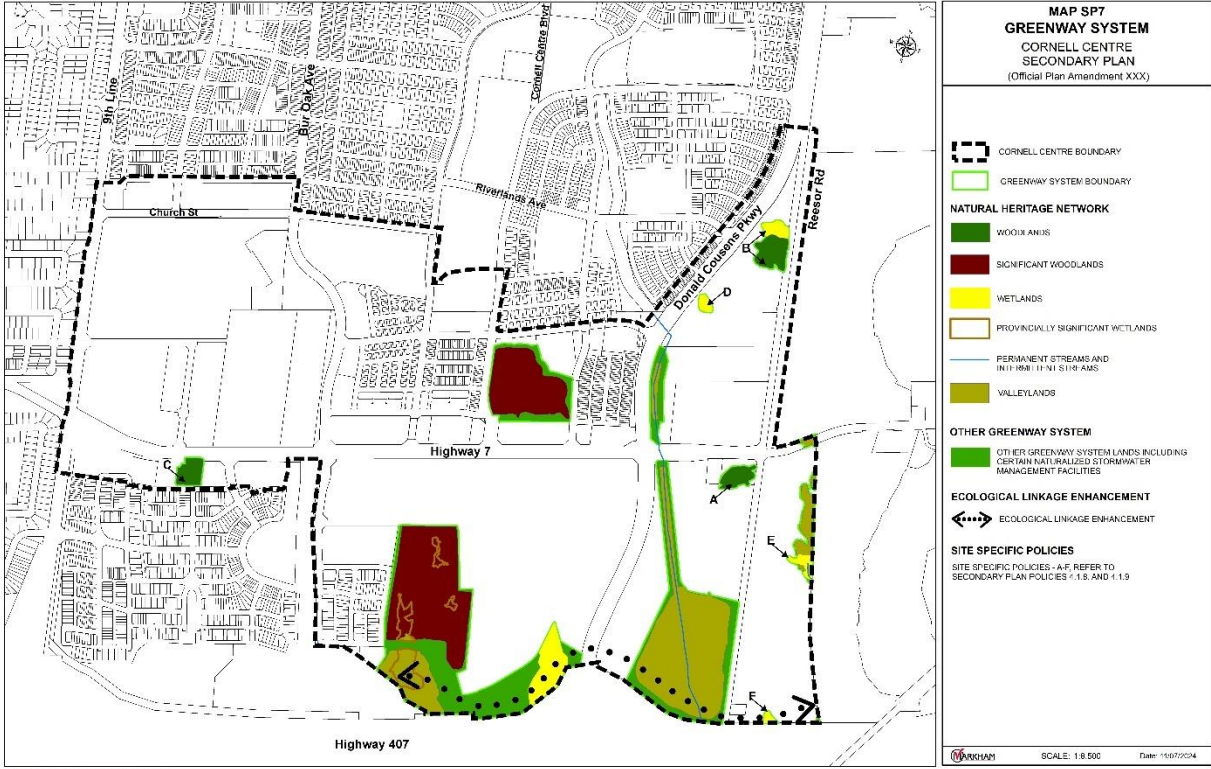 MAP SP7
GREENWAY SYSTEM
CORNELL CENTRE
SECONDARY PLAN
(Official Plan Amendment XXX)
CORNELL CENTRE BOUNDARY
GREENWAY SYSTEM BOUNDARY
NATURAL HERITAGE NETWORK
WOODLANDS
SIGNIFICANT WOODLANDS
WETLANDS
PROVINCIALLY SIGNIFICANT WETLANDS
PERMANENT STREAMS AND
INTERMITTENT STREAMS
VALLEYLANDS
OTHER GREENWAY SYSTEM
OTHER GREENWAY SYSTEM LANDS INCLUDING
CERTAIN NATURALIZED STORMWATER
MANAGEMENT FACILITIES
ECOLOGICAL LINKAGE ENHANCEMENT
ECOLOGICAL LINKAGE ENHANCEMENT
SITE SPECIFIC POLICIES
SITE SPECIFIC POLICIES - A-F, REFER TO
SECONDARY PLAN POLICIES 4.1.8, AND 4.1.9
MARKHAM
SCALE: 1:8,500
Date: 11/07/2024
9th Line
Bur Oak Ave
Cornell Centre Blvd
Church St
Riverlands Ave
Donald Cousens Pkwy
Reesor Rd
B
D
Highway 7
C
A
E
F
Highway 407